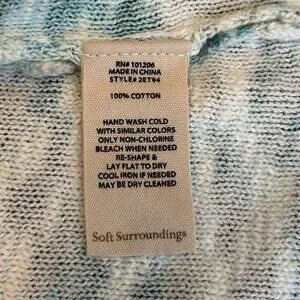 RN# 101206
MADE IN CHINA
STYLE# 2ET94
100% COTTON
HAND WASH COLD
WITH SIMILAR COLORS
ONLY NON-CHLORINE
BLEACH WHEN NEEDED
RE-SHAPE &
LAY FLAT TO DRY
COOL IRON IF NEEDED
MAY BE DRY CLEANED
Soft Surroundings